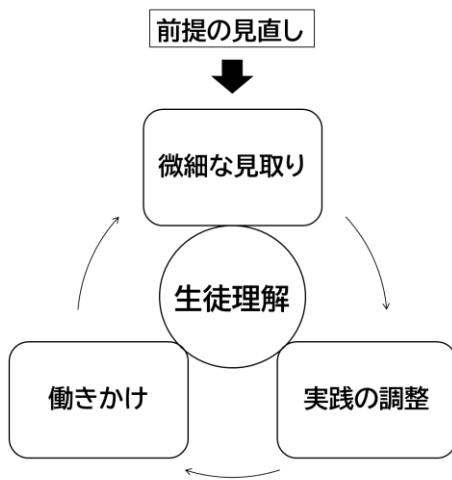 前提の見直し
微細な見取り
生徒理解
働きかけ
実践の調整